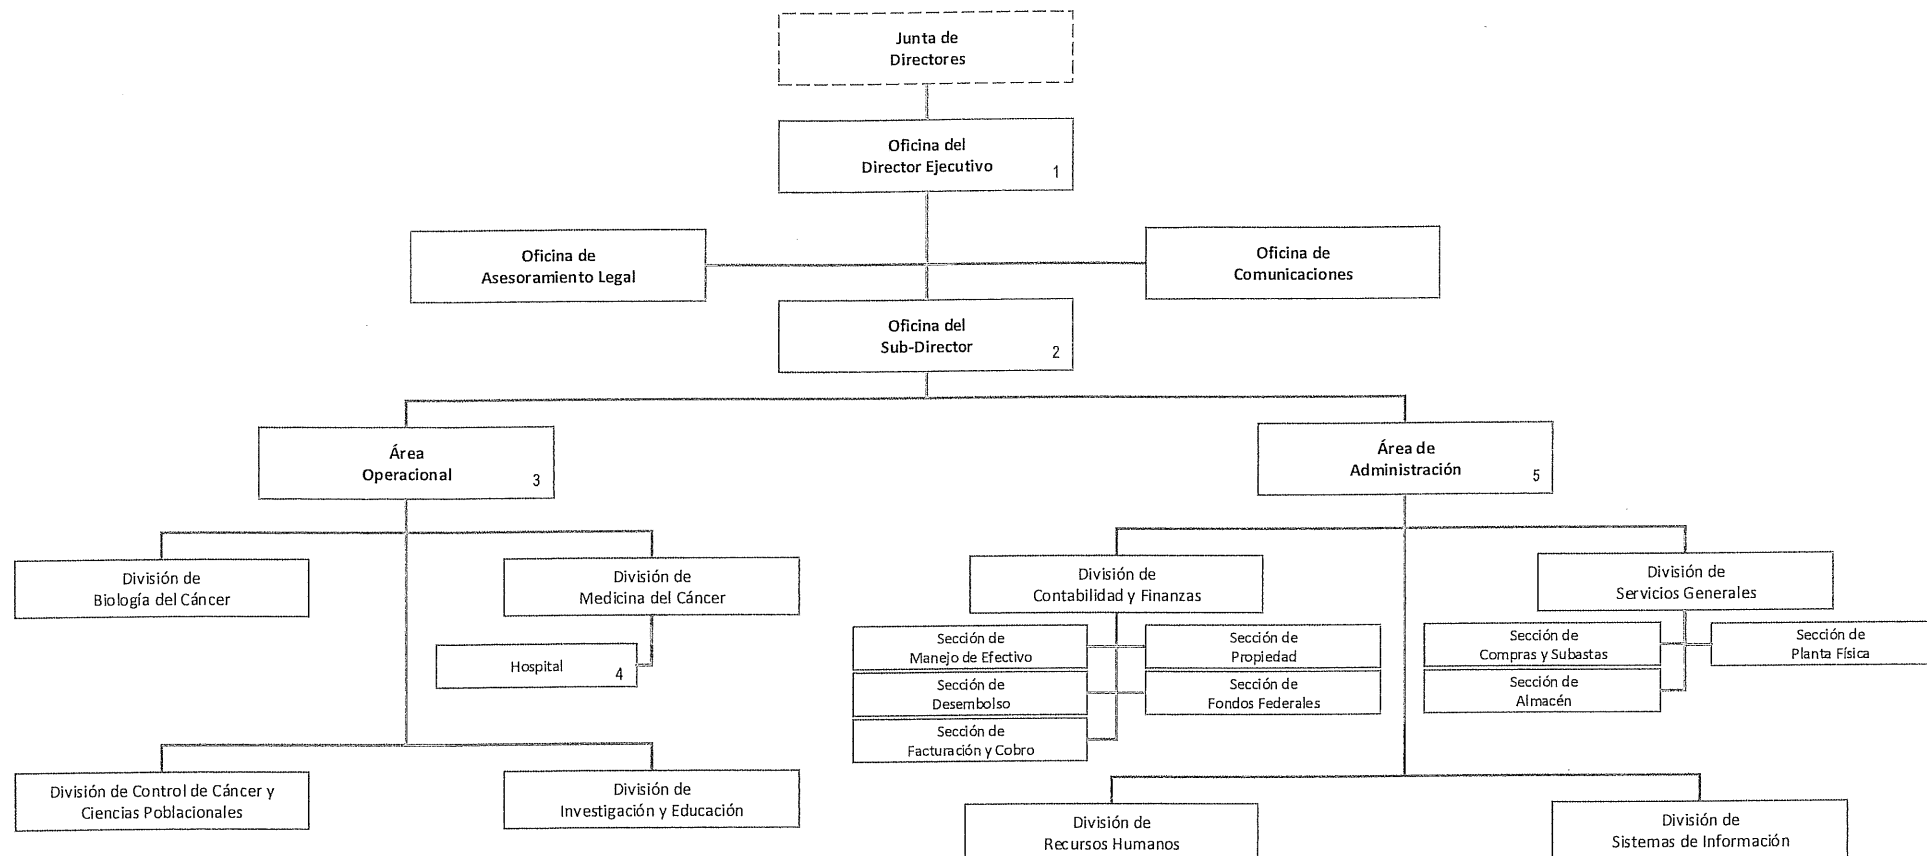 Junta de
Directores
Oficina del
Director Ejecutivo
1
Oficina de
Asesoramiento Legal
Oficina de
Comunicaciones
Oficina del
Sub-Director
2
Área
Operacional
3
Área de
Administración
5
División de
Biología del Cáncer
División de
Medicina del Cáncer
Hospital
4
División de Control de Cáncer y
Ciencias Poblacionales
División de
Investigación y Educación
División de
Contabilidad y Finanzas
Sección de
Manejo de Efectivo
Sección de
Propiedad
Sección de
Desembolso
Sección de
Fondos Federales
Sección de
Facturación y Cobro
División de
Servicios Generales
Sección de
Compras y Subastas
Sección de
Planta Física
Sección de
Almacén
División de
Recursos Humanos
División de
Sistemas de Información